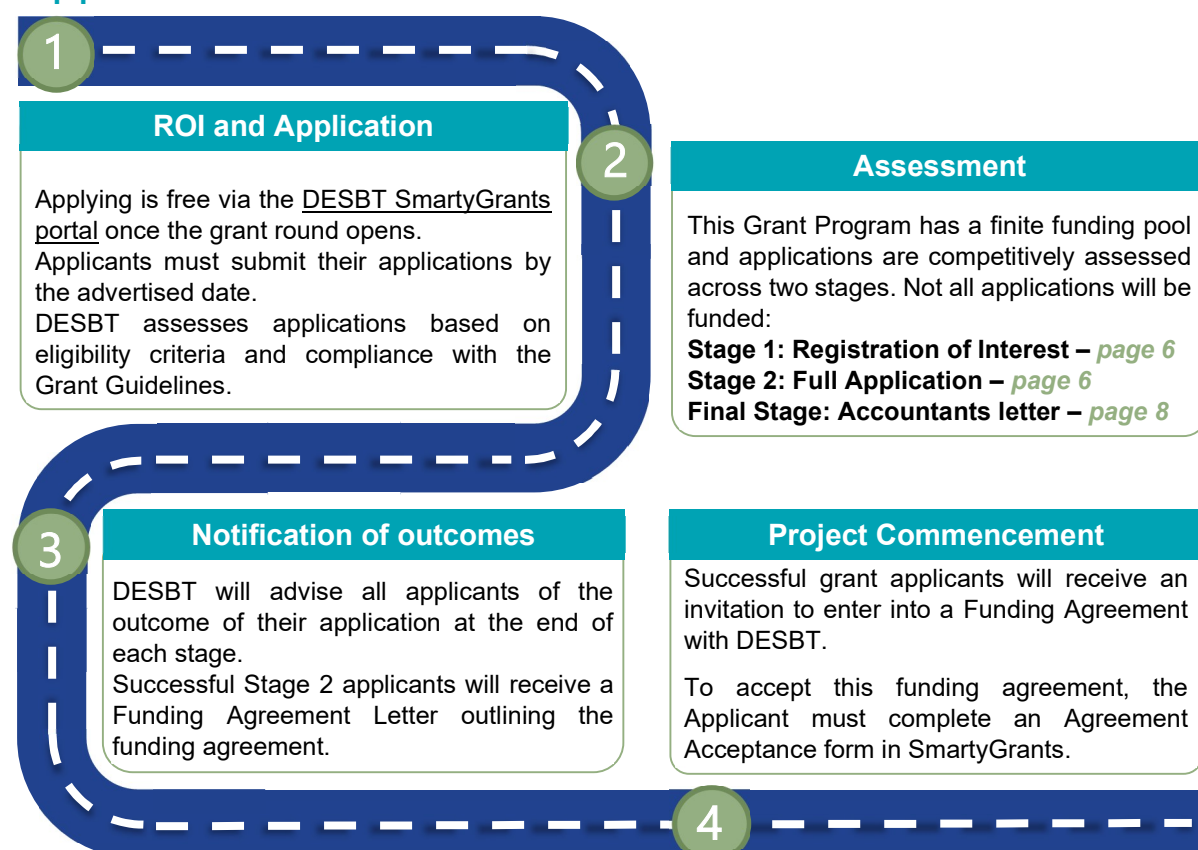 1
ROI and Application
Applying is free via the DESBT SmartyGrants
portal once the grant round opens.
Applicants must submit their applications by
the advertised date.
DESBT assesses applications based on
eligibility criteria and compliance with the
Grant Guidelines.
2
Assessment
This Grant Program has a finite funding pool
and applications are competitively assessed
across two stages. Not all applications will be
funded:
Stage 1: Registration of Interest – page 6
Stage 2: Full Application – page 6
Final Stage: Accountants letter – page 8
3
Notification of outcomes
DESBT will advise all applicants of the
outcome of their application at the end of
each stage.
Successful Stage 2 applicants will receive a
Funding Agreement Letter outlining the
funding agreement.
Project Commencement
Successful grant applicants will receive an
invitation to enter into a Funding Agreement
with DESBT.
To accept this funding agreement, the
Applicant must complete an Agreement
Acceptance form in SmartyGrants.
4